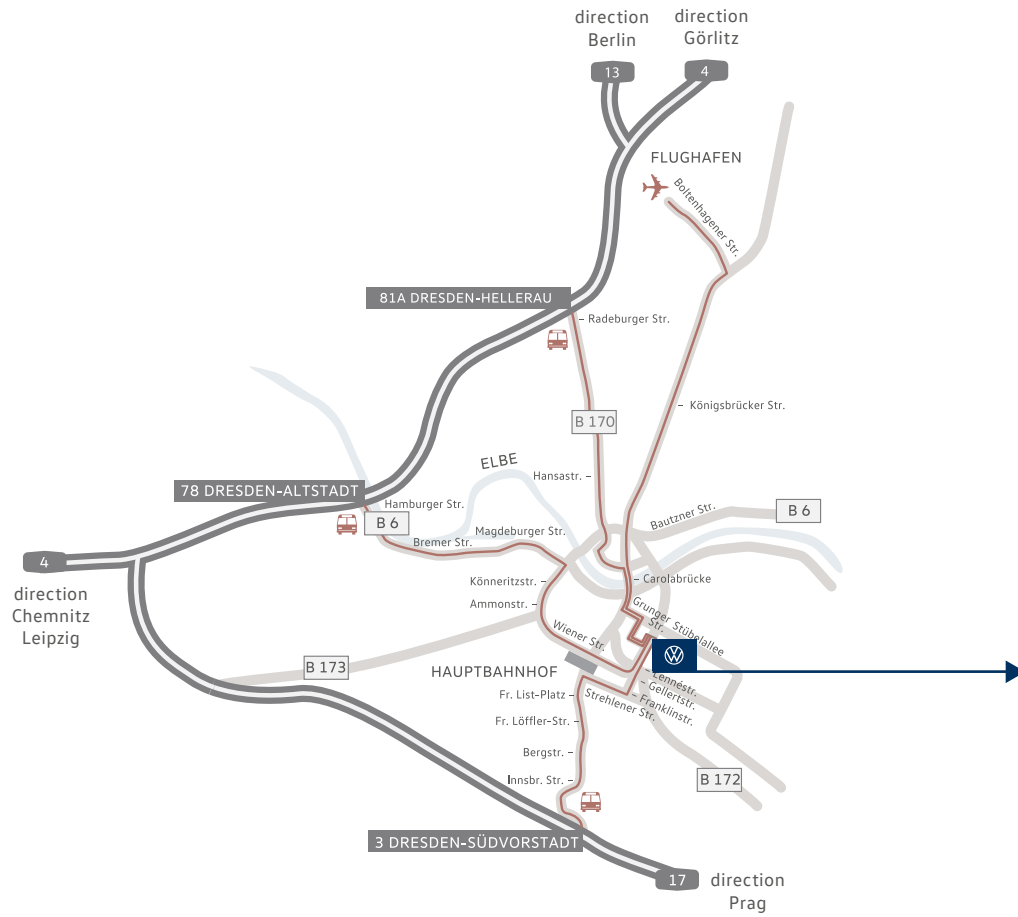 direction
Berlin
direction
Görlitz
13
4
FLUGHAFEN
Boltenhagener Str.
81A DRESDEN-HELLERAU
Radeburger Str.
Königsbrücker Str.
B 170
ELBE
Hansastr.
78 DRESDEN-ALTSTADT
Hamburger Str.
B 6
Bautzner Str.
B 6
Magdeburger Str.
Bremer Str.
4
direction
Chemnitz
Leipzig
Könneritzstr.
Carolabrücke
Ammonstr.
Grunger Str.
Stübelallee
Wiener Str.
B 173
HAUPTBAHNHOF
Lennéstr.
Gellertstr.
Franklinstr.
Fr. List-Platz
Strehlener Str.
Fr. Löffler-Str.
Bergstr.
Innsbr. Str.
B 172
3 DRESDEN-SÜDVORSTADT
17
direction
Prag